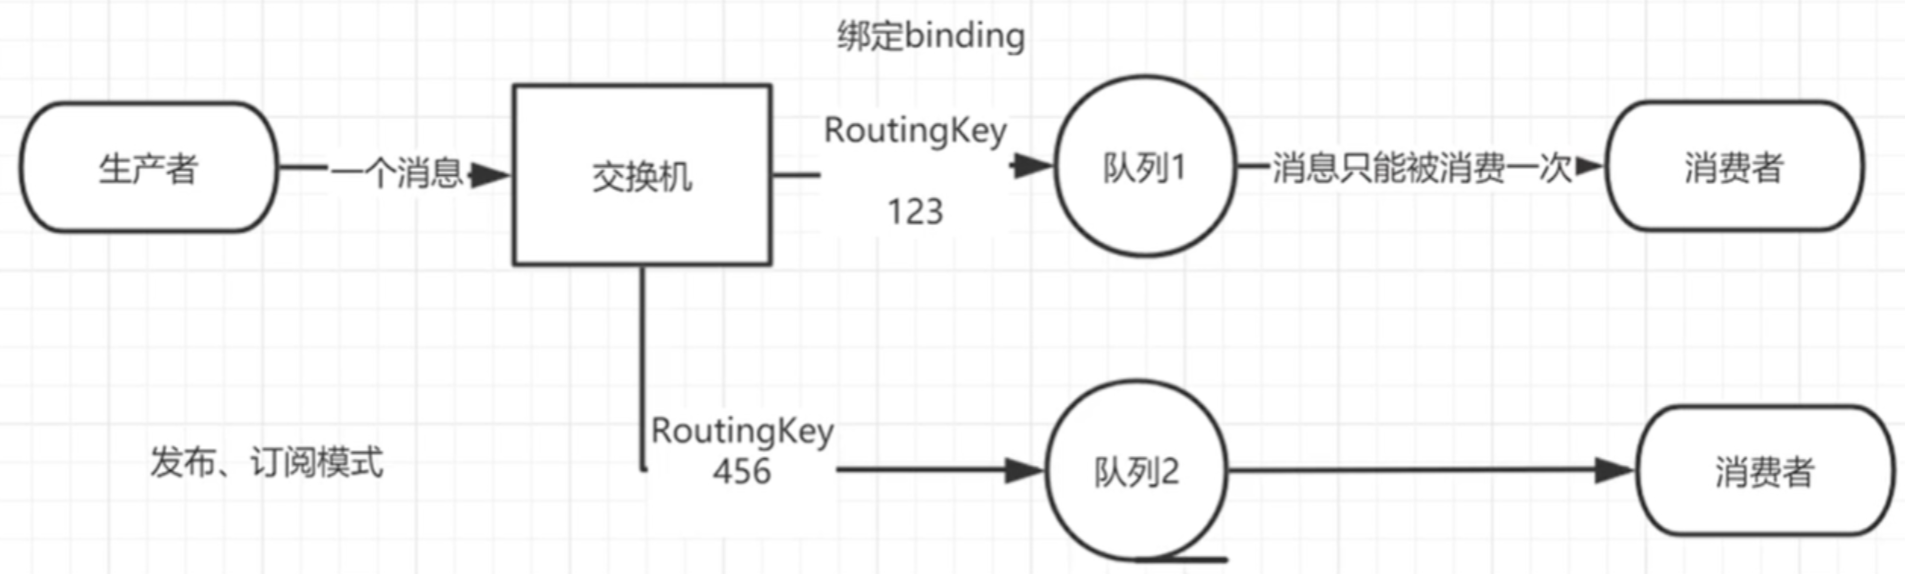 绑定binding
生产者
一个消息
交换机
RoutingKey
123
队列1
消息只能被消费一次
消费者
发布、订阅模式
RoutingKey
456
队列2
消费者